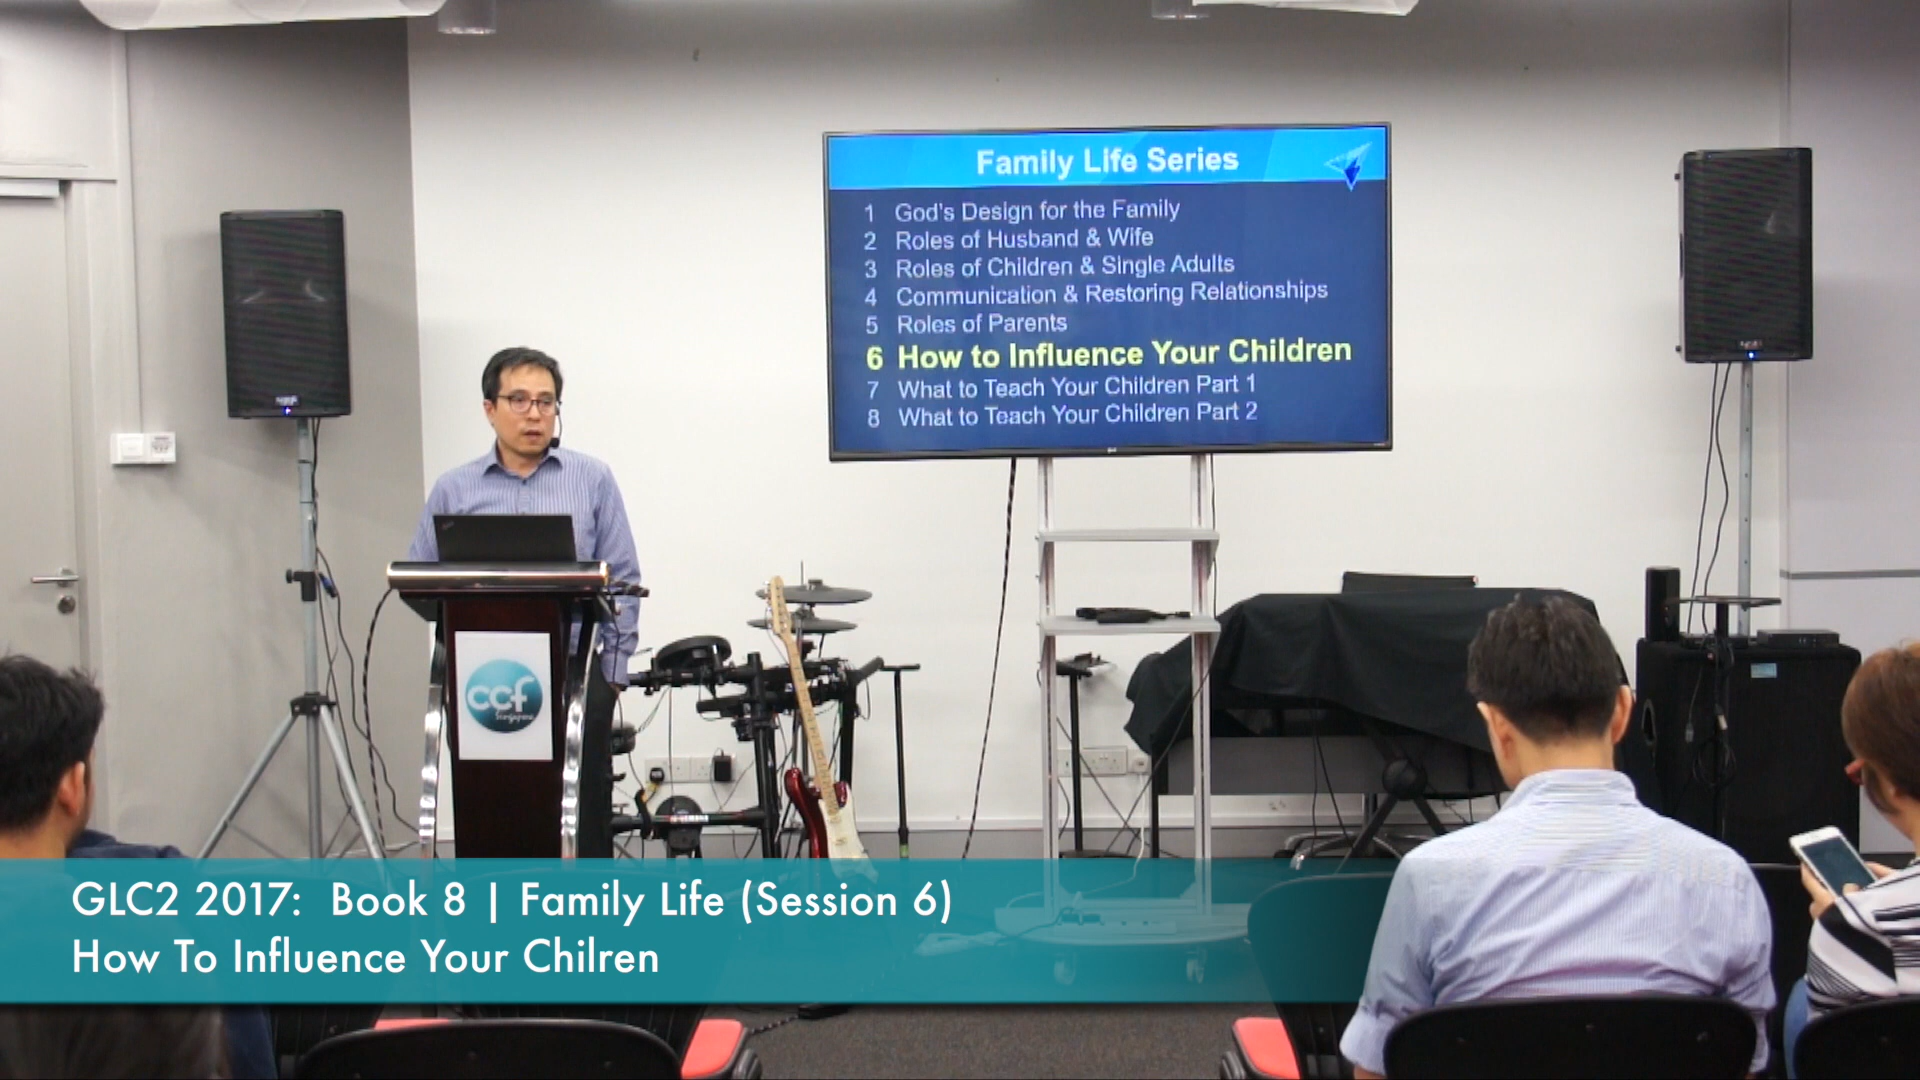 Family Life Series
1 God's Design for the Family
2 Roles of Husband & Wife
3 Roles of Children & Single Adults
4 Communication & Restoring Relationships
5 Roles of Parents
6 How to Influence Your Children
7 What to Teach Your Children Part 1
8 What to Teach Your Children Part 2
ccf
Singapore
GLC2 2017: Book 8 | Family Life (Session 6)
How To Influence Your Chilren